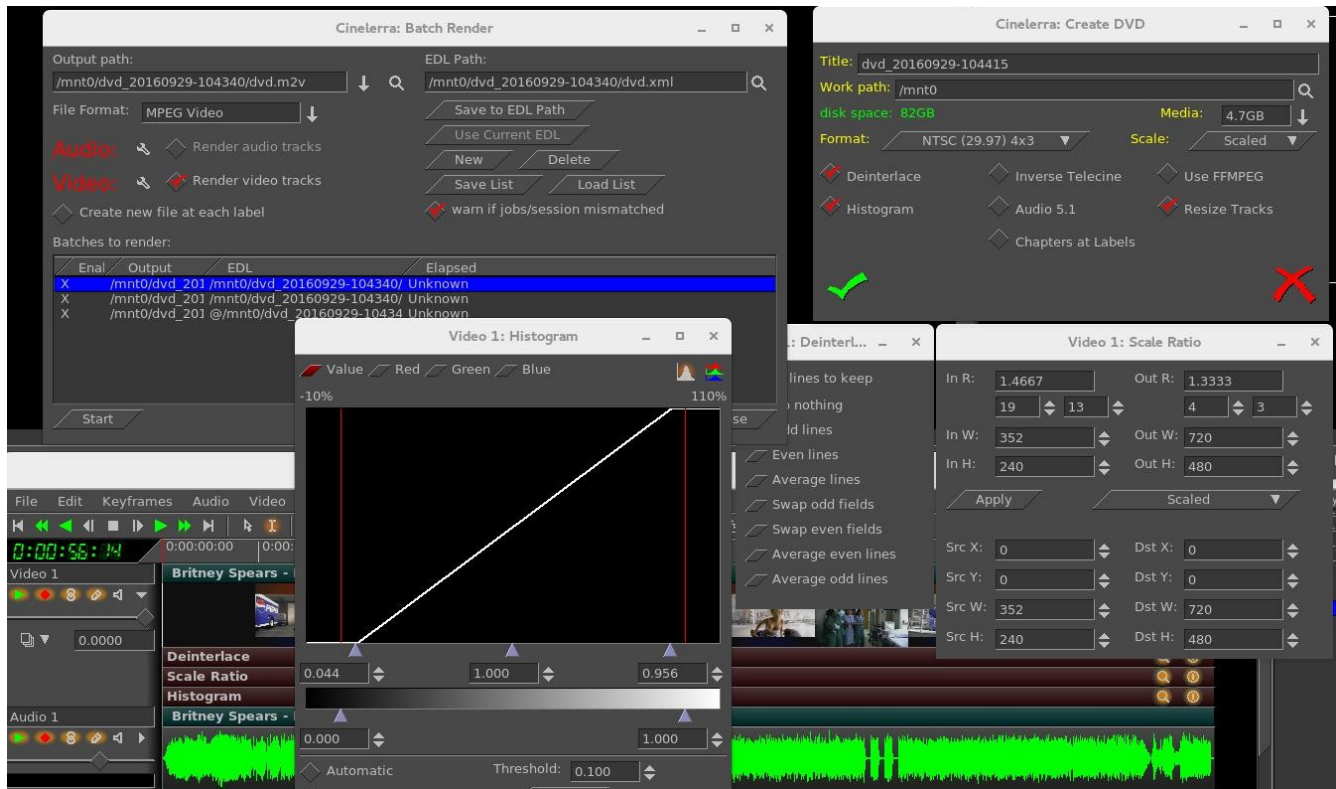 Cinelerra: Batch Render
Output path:
/mnt0/dvd_20160929-104340/dvd.m2v
EDL Path:
/mnt0/dvd_20160929-104340/dvd.xml
File Format: MPEG Video
Save to EDL Path
Use Current EDL
Audio: Render audio tracks
New Delete
Video: Render video tracks
Save List Load List
Create new file at each label
warn if jobs/session mismatched
Batches to render:
Enal Output EDL Elapsed
X /mnt0/dvd_201 /mnt0/dvd_20160929-104340/ Unknown
X /mnt0/dvd_201 /mnt0/dvd_20160929-104340/ Unknown
X /mnt0/dvd_201 @/mnt0/dvd_20160929-10434 Unknown
Start
Cinelerra: Create DVD
Title: dvd_20160929-104415
Work path: /mnt0
disk space: 82GB Media: 4.7GB
Format: NTSC (29.97) 4x3 Scale: Scaled
Deinterlace Inverse Telecine Use FFMPEG
Histogram Audio 5.1 Resize Tracks
Chapters at Labels
Video 1: Histogram
Value Red Green Blue
-10% 110%
0.044 1.000 0.956
0.000 1.000
Automatic Threshold: 0.100
: Deinterl...
lines to keep
nothing
lines
Even lines
Average lines
Swap odd fields
Swap even fields
Average even lines
Average odd lines
Video 1: Scale Ratio
In R: 1.4667 Out R: 1.3333
19 13 4 3
In W: 352 Out W: 720
In H: 240 Out H: 480
Apply Scaled
Src X: 0 Dst X: 0
Src Y: 0 Dst Y: 0
Src W: 352 Dst W: 720
Src H: 240 Dst H: 480
File Edit Keyframes Audio Video
0:00:56:14 0:00:00:00 0:00:
Video 1 Britney Spears -
PEPSI
0.0000
Deinterlace
Scale Ratio
Histogram
Audio 1 Britney Spears -